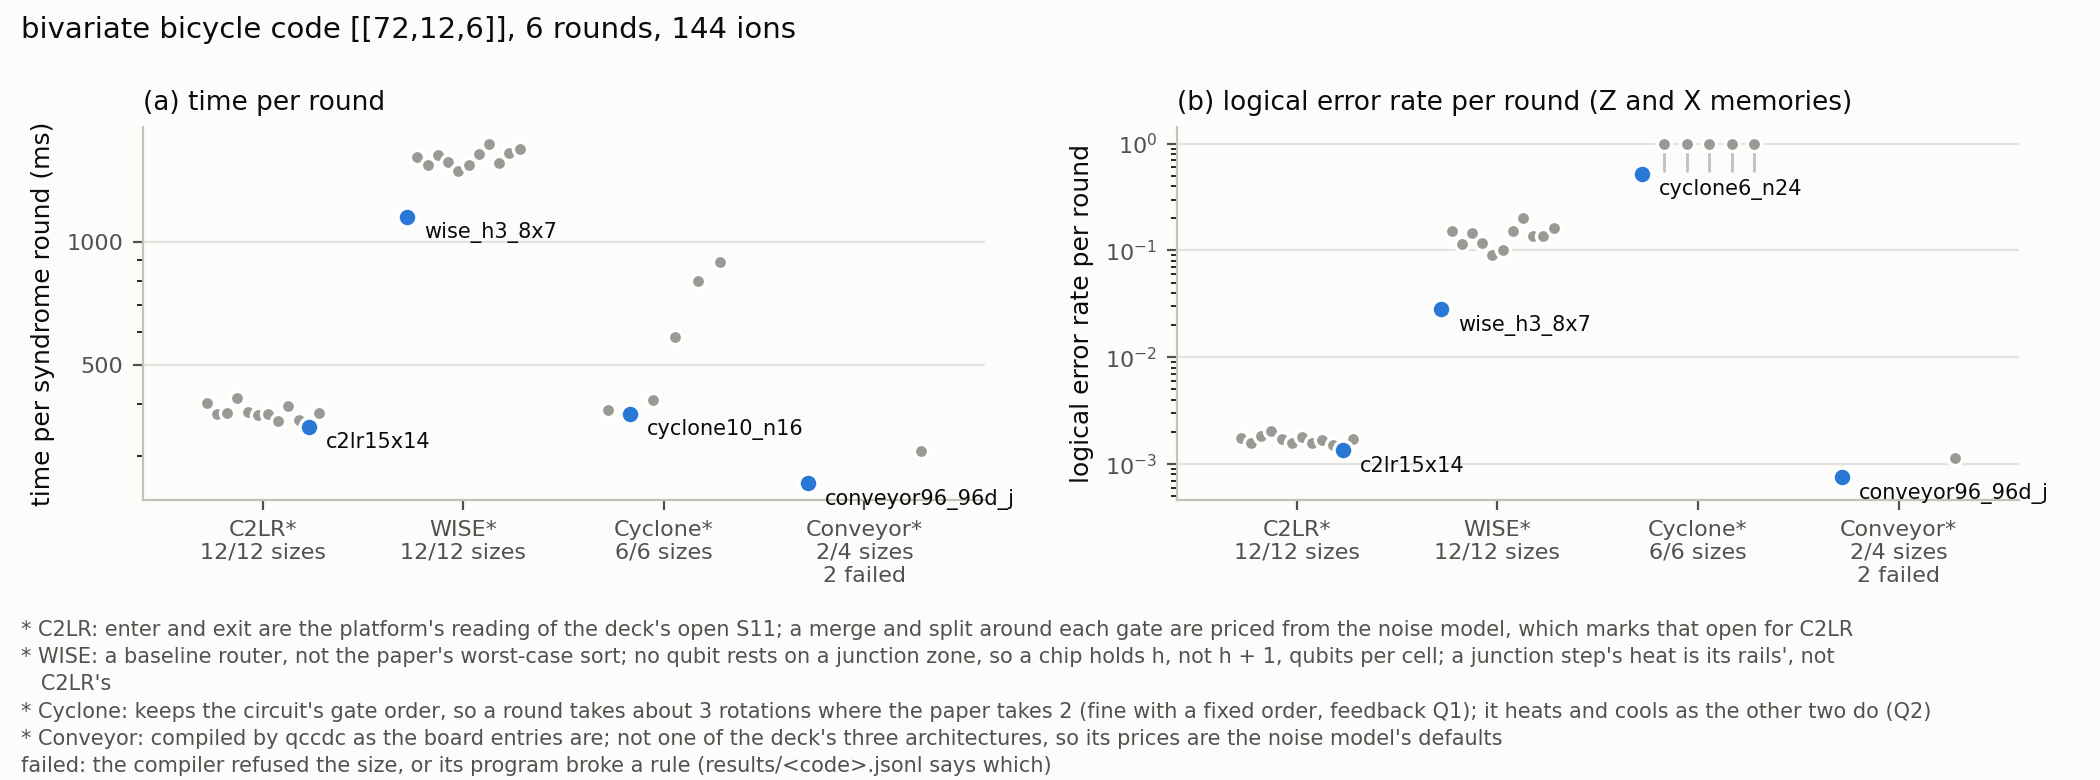 bivariate bicycle code [[72,12,6]], 6 rounds, 144 ions
(a) time per round
time per syndrome round (ms)
1000
500
wise_h3_8x7
c2lr15x14
cyclone10_n16
conveyor96_96d_j
C2LR*
12/12 sizes
WISE*
12/12 sizes
Cyclone*
6/6 sizes
Conveyor*
2/4 sizes
2 failed
(b) logical error rate per round (Z and X memories)
logical error rate per round
10⁰
10⁻¹
10⁻²
10⁻³
cyclone6_n24
wise_h3_8x7
c2lr15x14
conveyor96_96d_j
C2LR*
12/12 sizes
WISE*
12/12 sizes
Cyclone*
6/6 sizes
Conveyor*
2/4 sizes
2 failed
* C2LR: enter and exit are the platform's reading of the deck's open S11; a merge and split around each gate are priced from the noise model, which marks that open for C2LR
* WISE: a baseline router, not the paper's worst-case sort; no qubit rests on a junction zone, so a chip holds h, not h + 1, qubits per cell; a junction step's heat is its rails', not
C2LR's
* Cyclone: keeps the circuit's gate order, so a round takes about 3 rotations where the paper takes 2 (fine with a fixed order, feedback Q1); it heats and cools as the other two do (Q2)
* Conveyor: compiled by qccdc as the board entries are; not one of the deck's three architectures, so its prices are the noise model's defaults
failed: the compiler refused the size, or its program broke a rule (results/<code>.jsonl says which)